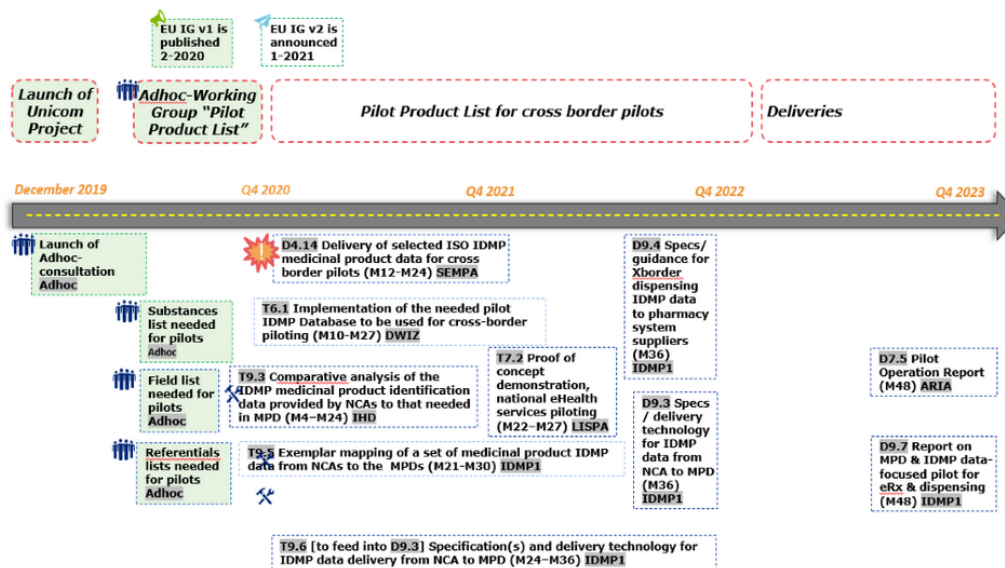 EU IG v1 is
published
2-2020
EU IG v2 is
announced
1-2021
Launch of
Unicom
Project
Adhoc-Working
Group “Pilot
Product List”
Pilot Product List for cross border pilots
Deliveries
December 2019
Q4 2020
Q4 2021
Q4 2022
Q4 2023
Launch of
Adhoc-
consultation
Adhoc
D4.14 Delivery of selected ISO IDMP
medicinal product data for cross
border pilots (M12-M24) SEMPA
D9.4 Specs/
guidance for
Xborder
dispensing
IDMP data
to pharmacy
system
suppliers
(M36)
IDMP1
Substances
list needed
for pilots
Adhoc
T6.1 Implementation of the needed pilot
IDMP Database to be used for cross-border
piloting (M10-M27) DWIZ
T7.2 Proof of
concept
demonstration,
national eHealth
services piloting
(M22–M27) LISPA
D7.5 Pilot
Operation Report
(M48) ARIA
Field list
needed for
pilots
Adhoc
T9.3 Comparative analysis of the
IDMP medicinal product identification
data provided by NCAs to that needed
in MPD (M4–M24) IHD
D9.3 Specs
/ delivery
technology
for IDMP
data from
NCA to MPD
(M36)
IDMP1
Referentials
lists needed
for pilots
Adhoc
T9.5 Exemplar mapping of a set of medicinal product IDMP
data from NCAs to the MPDs (M21-M30) IDMP1
D9.7 Report on
MPD & IDMP data-
focused pilot for
eRx & dispensing
(M48) IDMP1
T9.6 [to feed into D9.3] Specification(s) and delivery technology for
IDMP data delivery from NCA to MPD (M24–M36) IDMP1